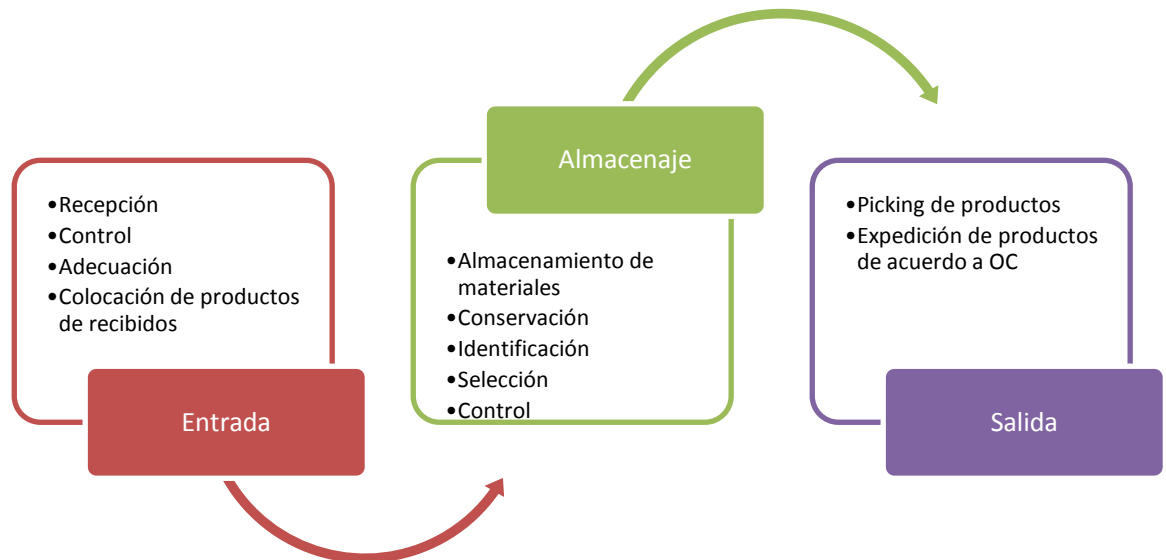 •Recepción
•Control
•Adecuación
•Colocación de productos
de recibidos
Entrada
Almacenaje
•Almacenamiento de
materiales
•Conservación
•Identificación
•Selección
•Control
•Picking de productos
•Expedición de productos
de acuerdo a OC
Salida